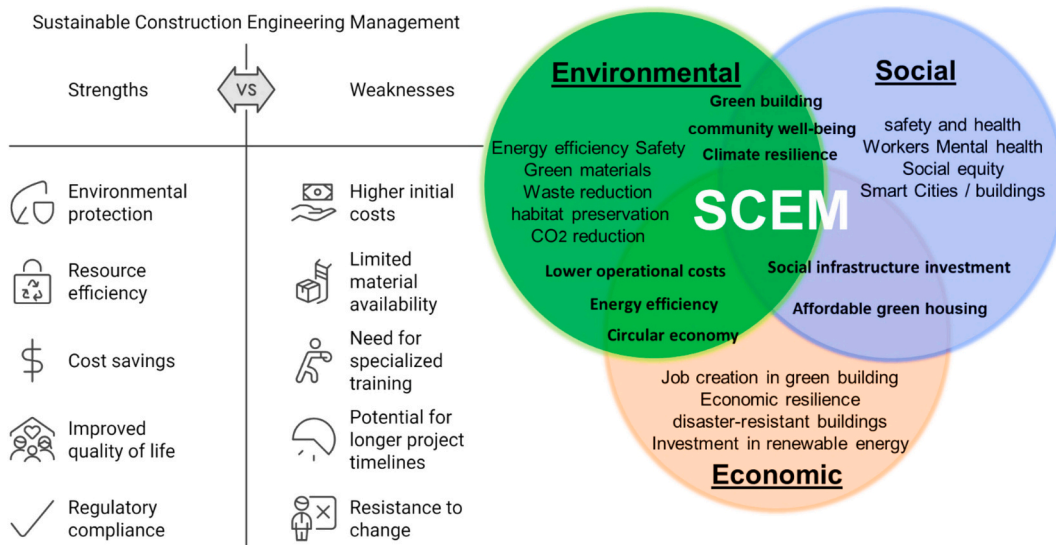 Sustainable Construction Engineering Management
Strengths
VS
Weaknesses
Environmental
protection
Higher initial
costs
Resource
efficiency
Limited
material
availability
Cost savings
Need for
specialized
training
Improved
quality of life
Potential for
longer project
timelines
Regulatory
compliance
Resistance to
change
Environmental
Social
Green building
community well-being
Climate resilience
Energy efficiency Safety
Green materials
Waste reduction
habitat preservation
CO2 reduction
safety and health
Workers Mental health
Social equity
Smart Cities / buildings
SCEM
Lower operational costs
Energy efficiency
Circular economy
Social infrastructure investment
Affordable green housing
Job creation in green building
Economic resilience
disaster-resistant buildings
Investment in renewable energy
Economic